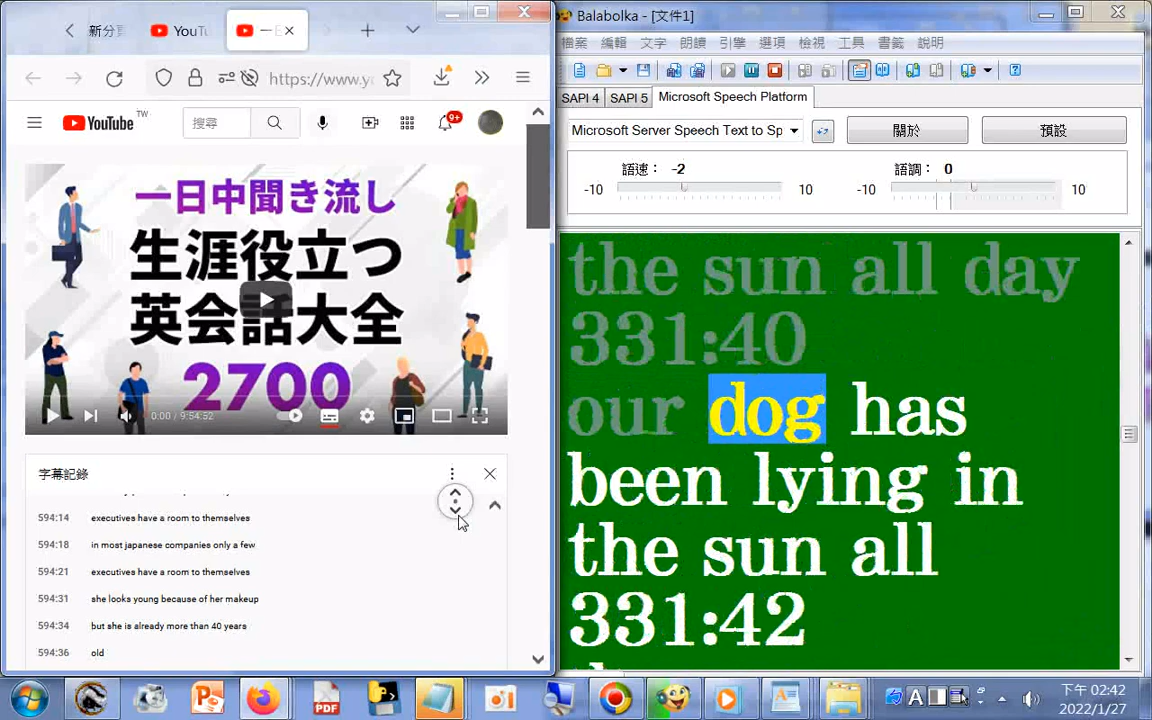 新分
YouTu
一 E
https://www.y
YouTube TW
搜尋
9+
一日中聞き流し
生涯役立つ
英会話大全
2700
0:00 / 9:54:52
字幕記錄
594:14 executives have a room to themselves
594:18 in most japanese companies only a few
594:21 executives have a room to themselves
594:31 she looks young because of her makeup
594:34 but she is already more than 40 years
594:36 old
Balabolka - [文件1]
檔案 編輯 文字 朗讀 引擎 選項 檢視 工具 書籤 說明
SAPI 4 SAPI 5 Microsoft Speech Platform
Microsoft Server Speech Text to Sp
關於 預設
語速： -2 語調： 0
-10 10 -10 10
the sun all day
331:40
our dog has
been lying in
the sun all
331:42
PDF
A
下午 02:42
2022/1/27